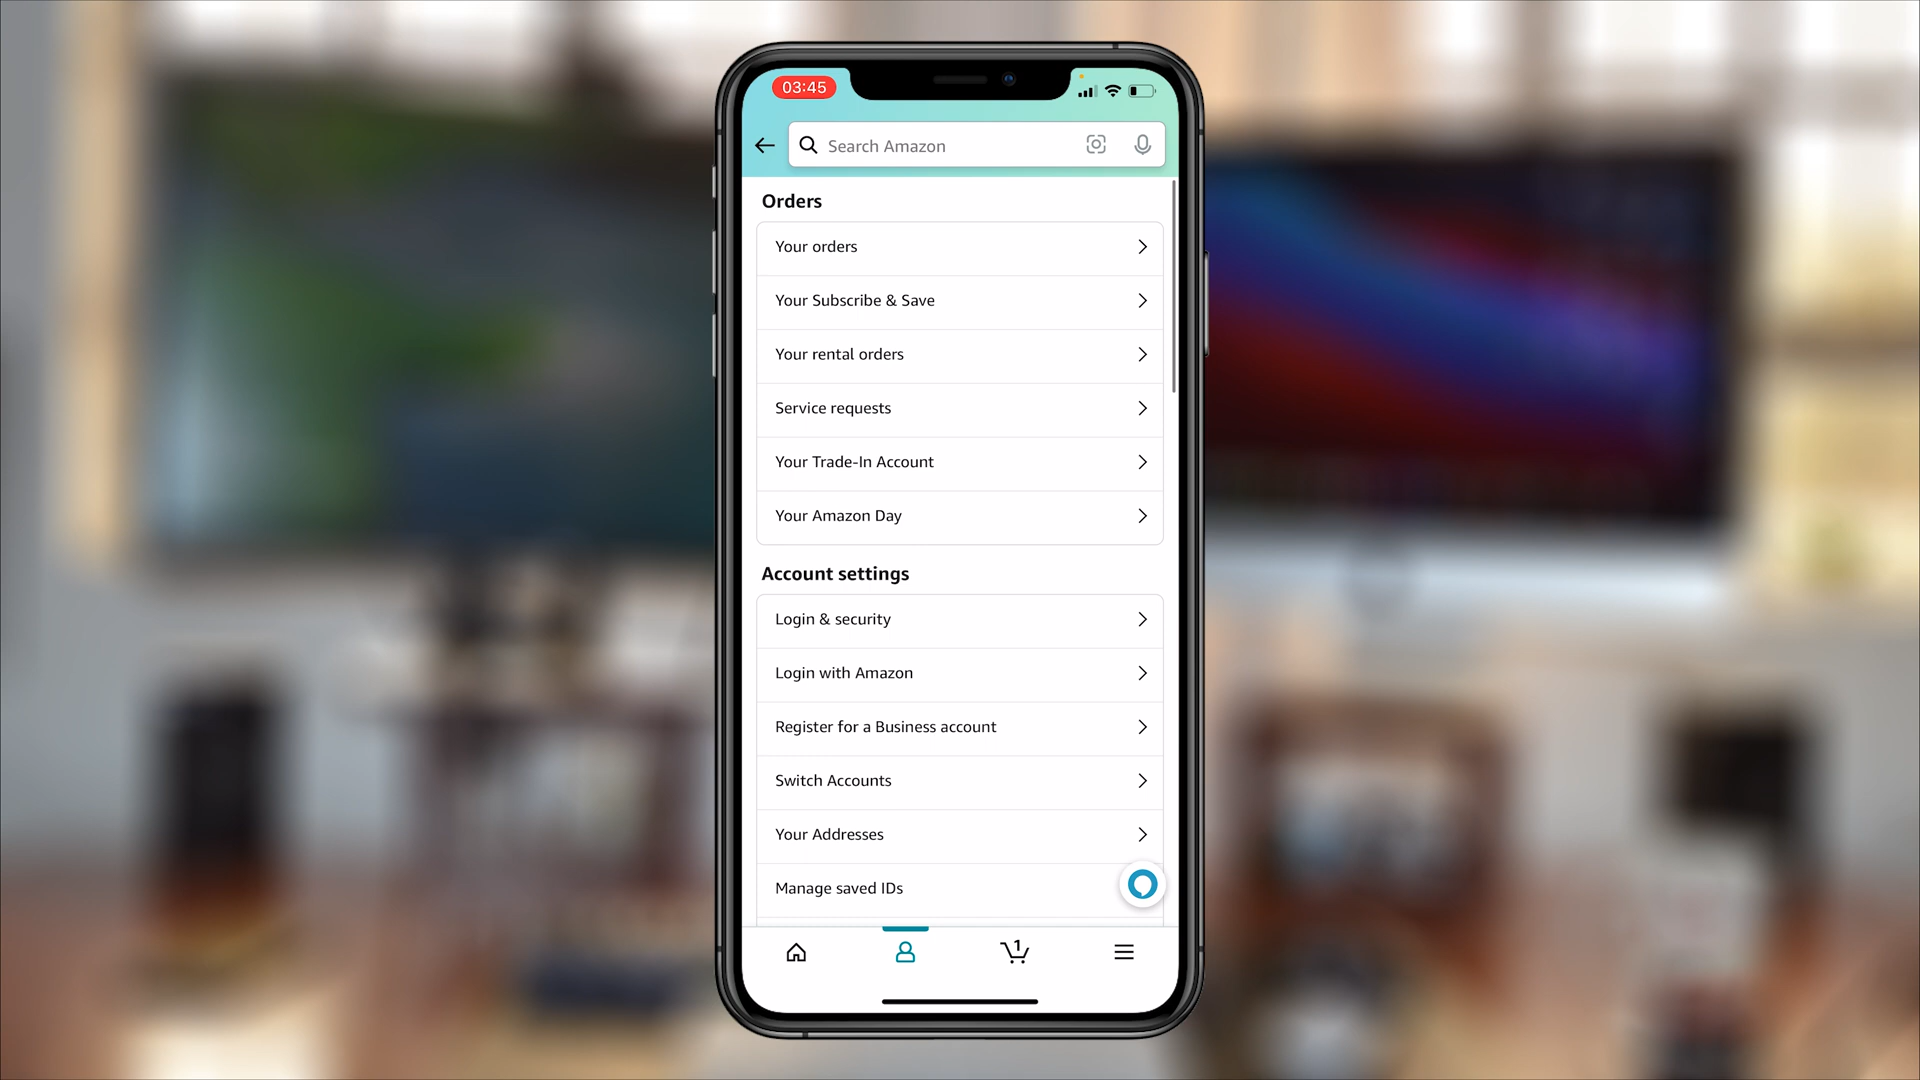 03:45
Search Amazon
Orders
Your orders
Your Subscribe & Save
Your rental orders
Service requests
Your Trade-In Account
Your Amazon Day
Account settings
Login & security
Login with Amazon
Register for a Business account
Switch Accounts
Your Addresses
Manage saved IDs
1